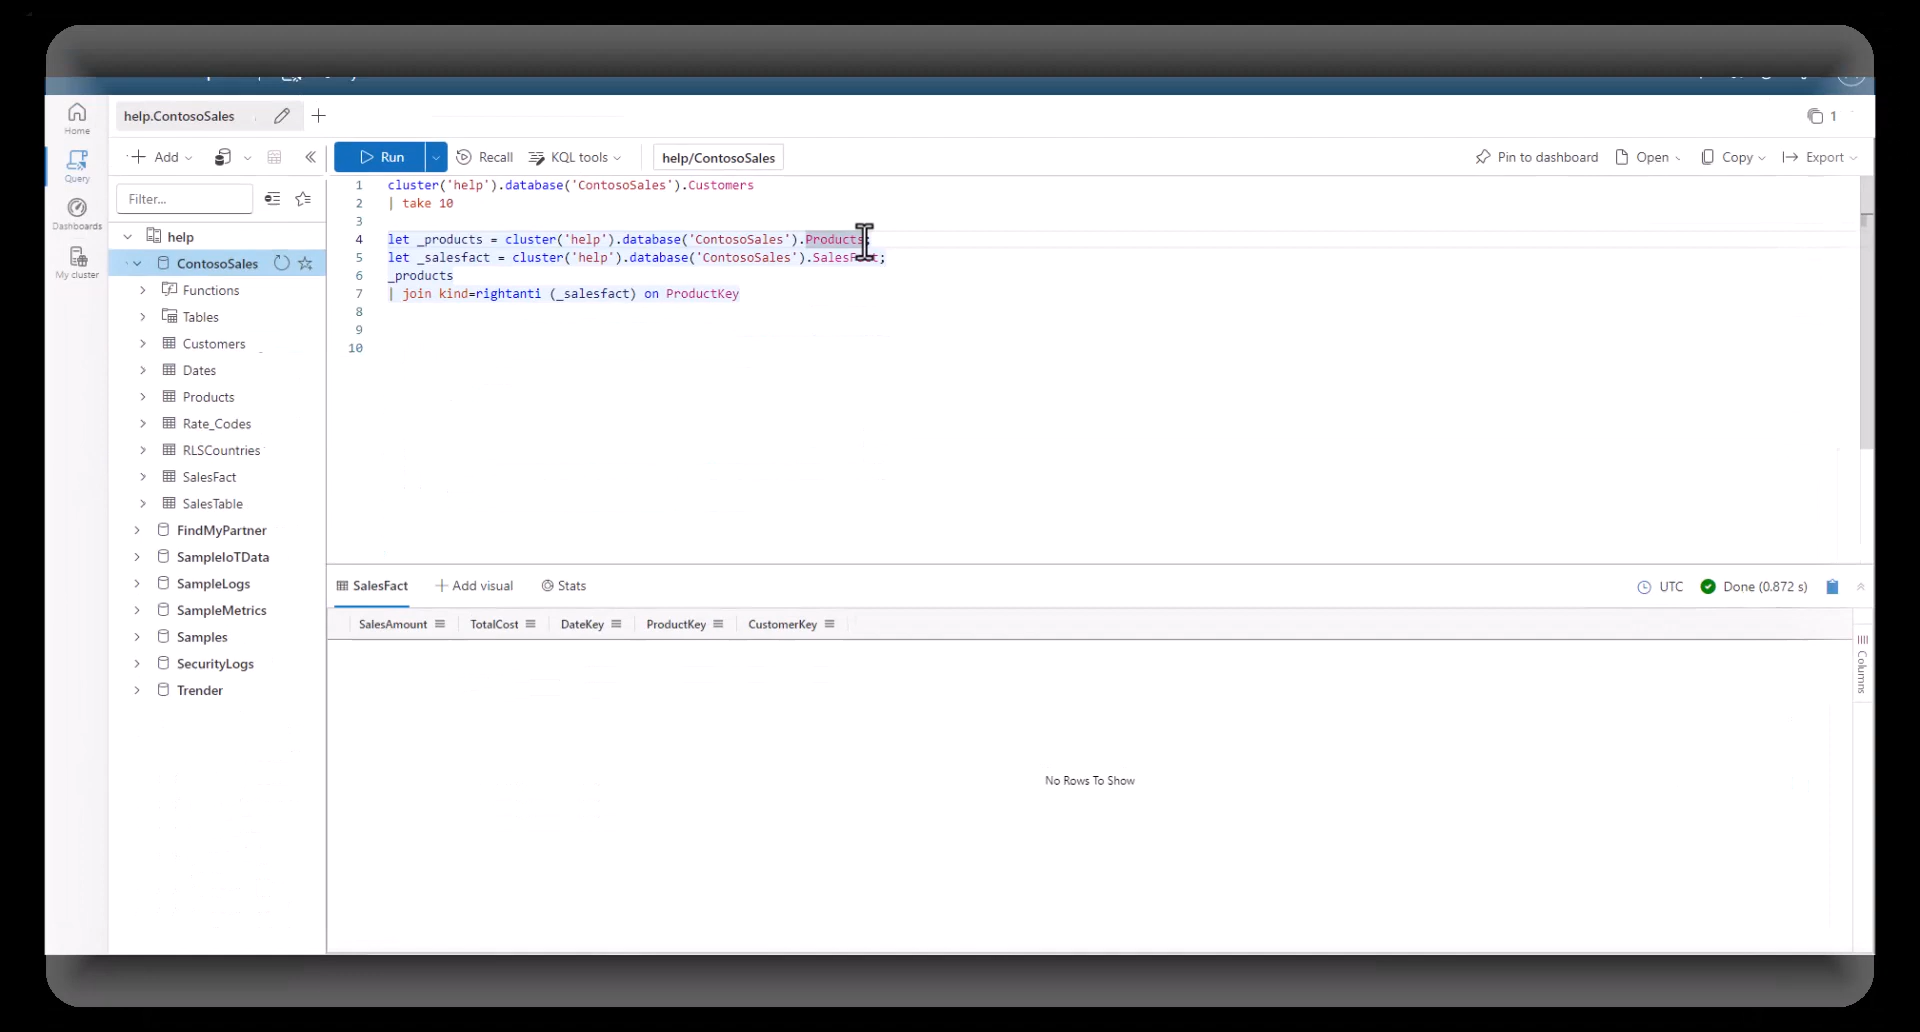 help.ContosoSales
1
Home
Query
Dashboards
My cluster
Add
Run
Recall
KQL tools
help/ContosoSales
Pin to dashboard
Open
Copy
Export
Filter...
help
ContosoSales
Functions
Tables
Customers
Dates
Products
Rate_Codes
RLSCountries
SalesFact
SalesTable
FindMyPartner
SampleIoTData
SampleLogs
SampleMetrics
Samples
SecurityLogs
Trender
1 cluster('help').database('ContosoSales').Customers
2 | take 10
3
4 let _products = cluster('help').database('ContosoSales').Products;
5 let _salesfact = cluster('help').database('ContosoSales').SalesFact;
6 _products
7 | join kind=rightanti (_salesfact) on ProductKey
8
9
10
SalesFact
Add visual
Stats
UTC
Done (0.872 s)
SalesAmount TotalCost DateKey ProductKey CustomerKey
Columns
No Rows To Show